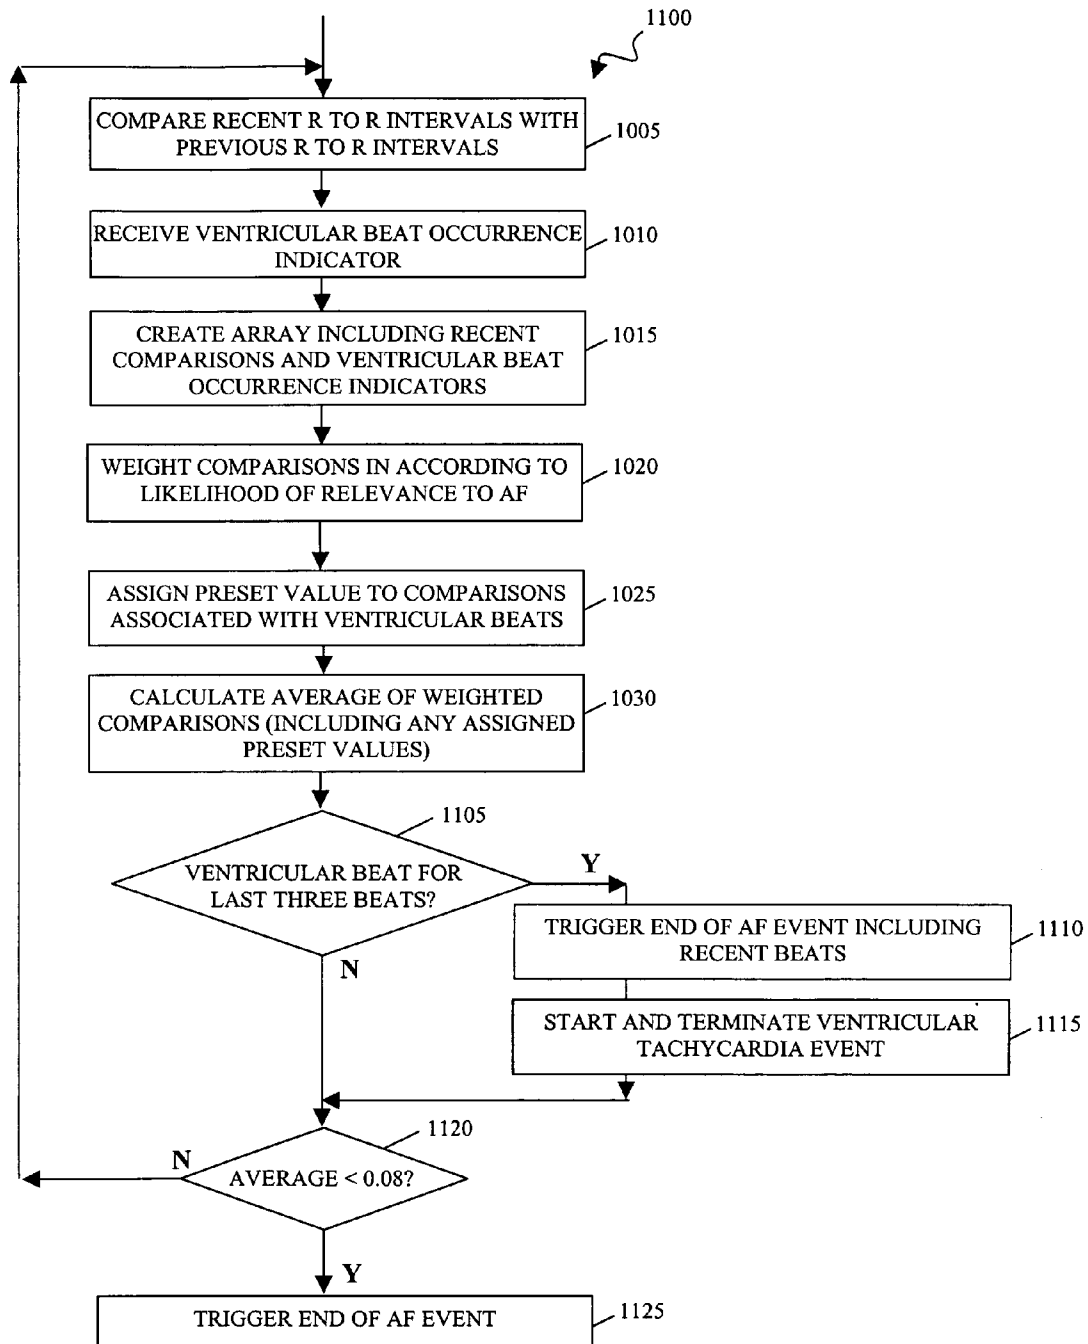 1100
COMPARE RECENT R TO R INTERVALS WITH
PREVIOUS R TO R INTERVALS
1005
RECEIVE VENTRICULAR BEAT OCCURRENCE
INDICATOR
1010
CREATE ARRAY INCLUDING RECENT
COMPARISONS AND VENTRICULAR BEAT
OCCURRENCE INDICATORS
1015
WEIGHT COMPARISONS IN ACCORDING TO
LIKELIHOOD OF RELEVANCE TO AF
1020
ASSIGN PRESET VALUE TO COMPARISONS
ASSOCIATED WITH VENTRICULAR BEATS
1025
CALCULATE AVERAGE OF WEIGHTED
COMPARISONS (INCLUDING ANY ASSIGNED
PRESET VALUES)
1030
1105
VENTRICULAR BEAT FOR
LAST THREE BEATS?
Y
N
TRIGGER END OF AF EVENT INCLUDING
RECENT BEATS
1110
START AND TERMINATE VENTRICULAR
TACHYCARDIA EVENT
1115
1120
N
AVERAGE < 0.08?
Y
TRIGGER END OF AF EVENT
1125